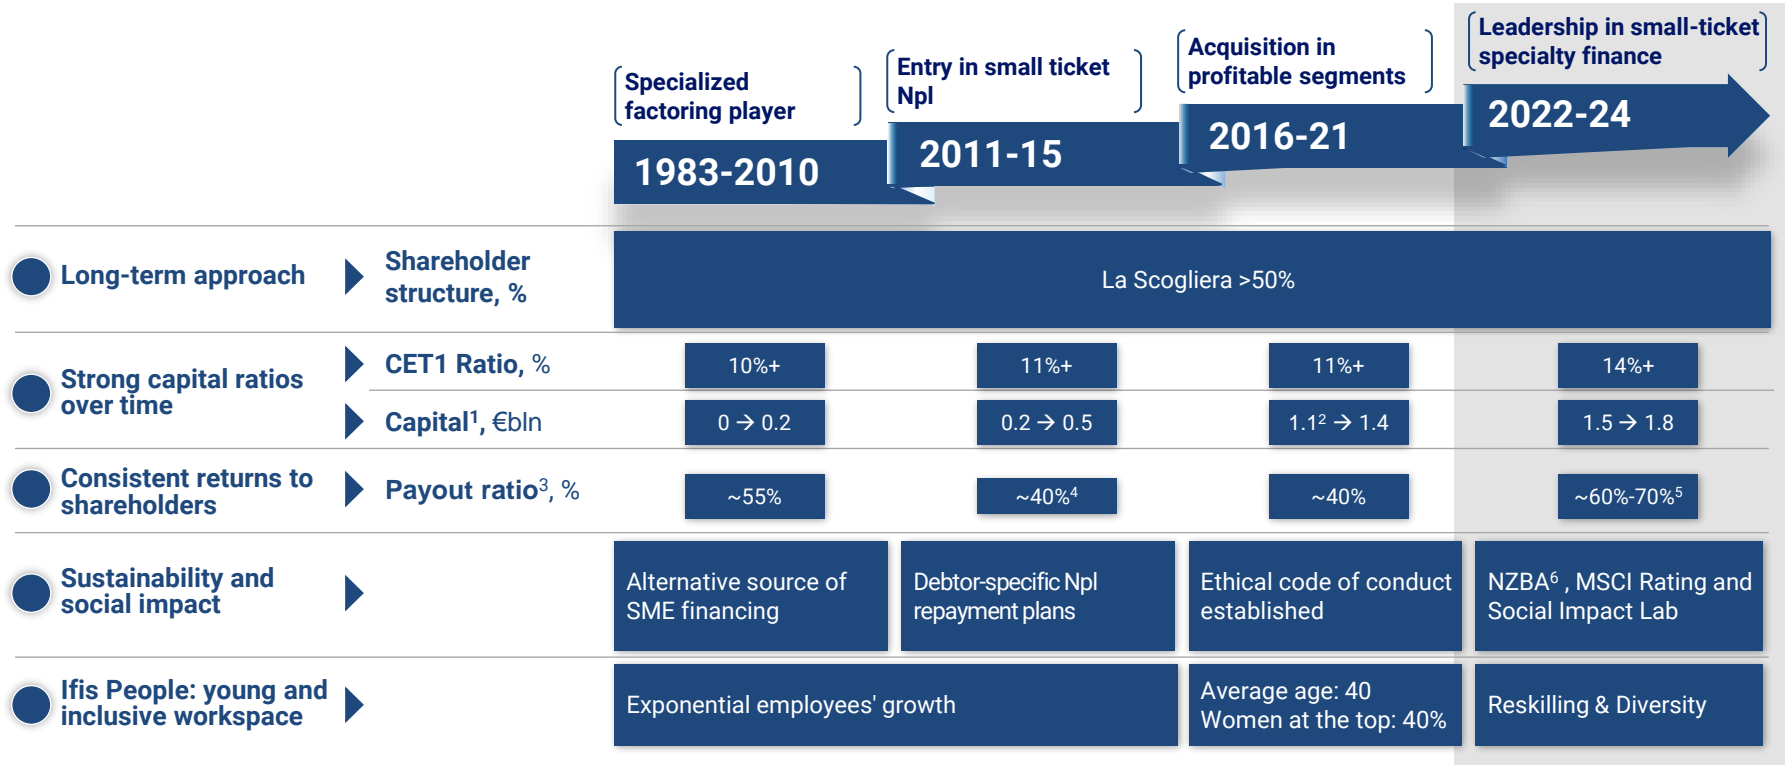 Specialized
factoring player
Entry in small ticket
Npl
Acquisition in
profitable segments
Leadership in small-ticket
specialty finance
1983-2010
2011-15
2016-21
2022-24
Long-term approach
Shareholder
structure, %
La Scogliera >50%
Strong capital ratios
over time
CET1 Ratio, %
10%+
11%+
11%+
14%+
Capital¹, €bln
0 → 0.2
0.2 → 0.5
1.1² → 1.4
1.5 → 1.8
Consistent returns to
shareholders
Payout ratio³, %
~55%
~40%⁴
~40%
~60%-70%⁵
Sustainability and
social impact
Alternative source of
SME financing
Debtor-specific Npl
repayment plans
Ethical code of conduct
established
NZBA⁶ , MSCI Rating and
Social Impact Lab
Ifis People: young and
inclusive workspace
Exponential employees' growth
Average age: 40
Women at the top: 40%
Reskilling & Diversity